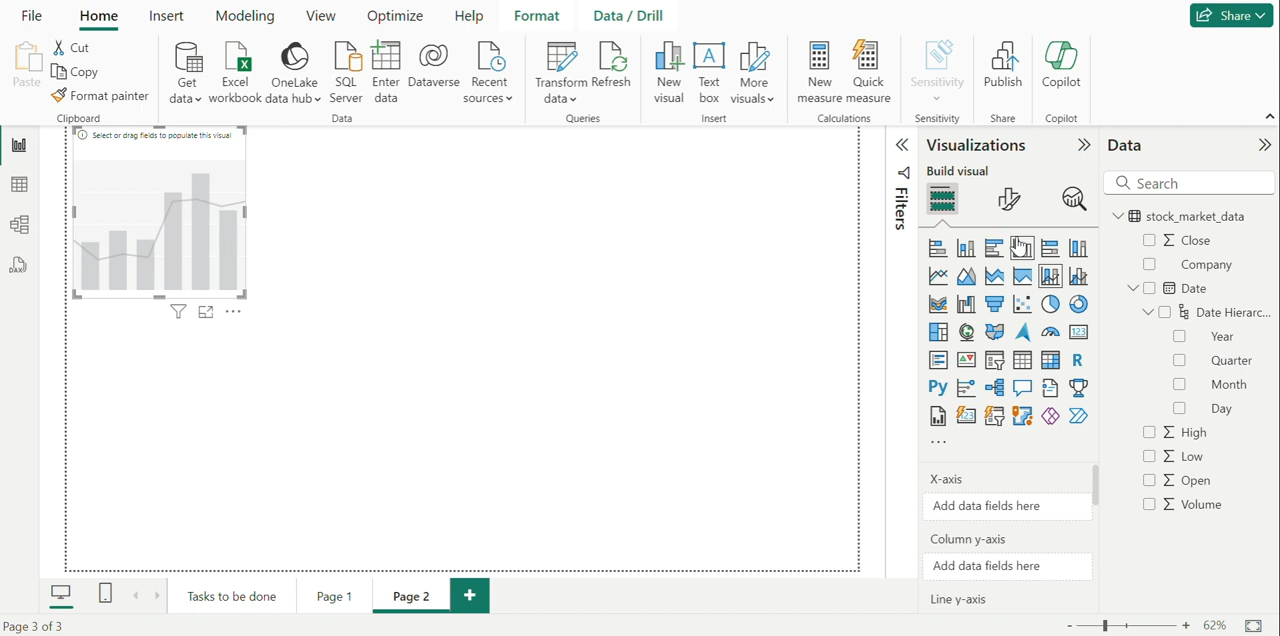 File Home Insert Modeling View Optimize Help Format Data / Drill Share
Paste
Cut
Copy
Format painter
Clipboard
Get data
Excel workbook
OneLake data hub
SQL Server
Enter data
Dataverse
Recent sources
Data
Transform data
Refresh
Queries
New visual
Text box
More visuals
Insert
New measure
Quick measure
Calculations
Sensitivity
Sensitivity
Publish
Share
Copilot
Copilot
Select or drag fields to populate this visual
Filters
Visualizations
Build visual
123
R
Py
123
X-axis
Add data fields here
Column y-axis
Add data fields here
Line y-axis
Data
Search
stock_market_data
Close
Company
Date
Date Hierarc...
Year
Quarter
Month
Day
High
Low
Open
Volume
DAX
Tasks to be done Page 1 Page 2 +
Page 3 of 3
- + 62%